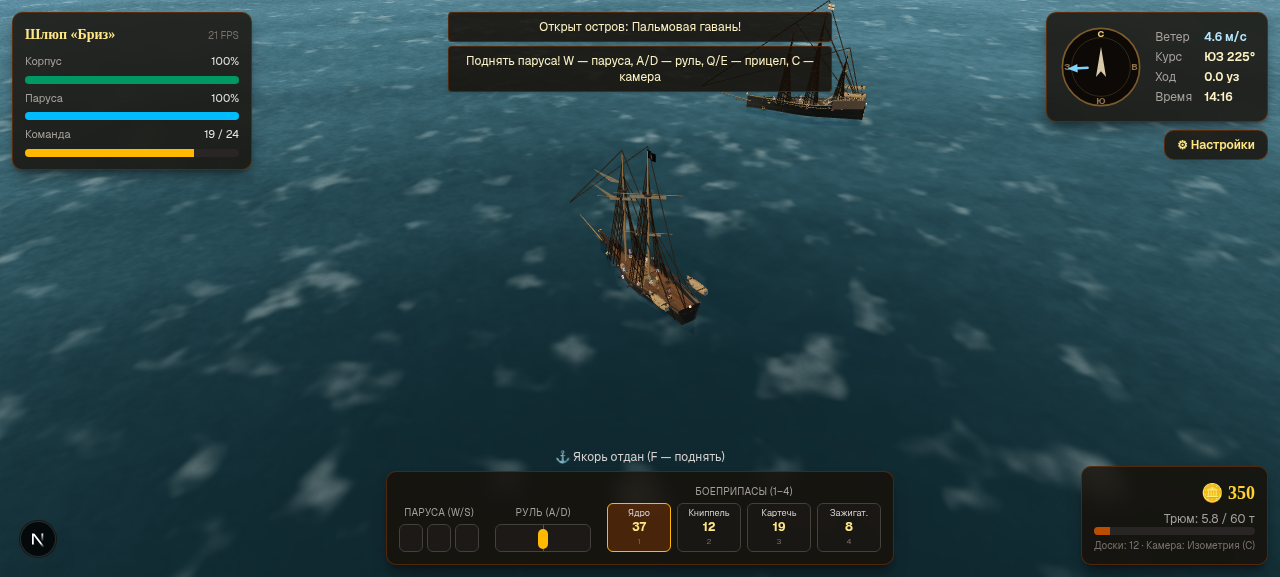 Шлюп «Бриз»
21 FPS
Корпус 100%
Паруса 100%
Команда 19 / 24
Открыт остров: Пальмовая гавань!
Поднять паруса! W — паруса, A/D — руль, Q/E — прицел, C —
камера
С
З
В
Ю
Ветер 4.6 м/с
Курс ЮЗ 225°
Ход 0.0 уз
Время 14:16
⚙ Настройки
⚓ Якорь отдан (F — поднять)
ПАРУСА (W/S)
РУЛЬ (A/D)
БОЕПРИПАСЫ (1–4)
Ядро
37
1
Книппель
12
2
Картечь
19
3
Зажигат.
8
4
🪙 350
Трюм: 5.8 / 60 т
Доски: 12 · Камера: Изометрия (C)
N